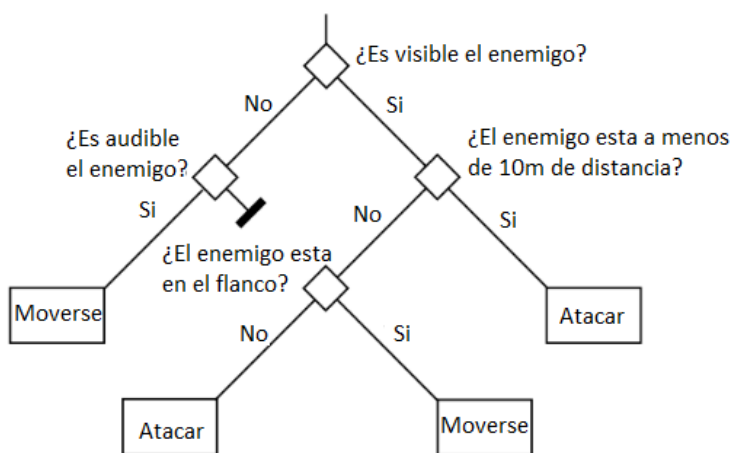 ¿Es visible el enemigo?
No
Si
¿Es audible
el enemigo?
¿El enemigo esta a menos
de 10m de distancia?
Si
No
Si
¿El enemigo esta
en el flanco?
Moverse
Atacar
No
Si
Atacar
Moverse